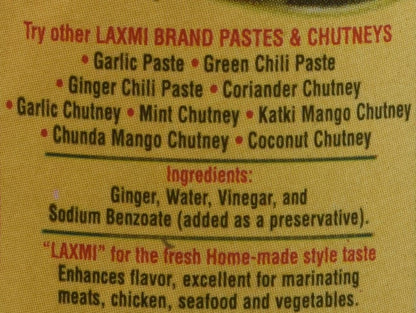 Try other LAXMI BRAND PASTES & CHUTNEYS
• Garlic Paste • Green Chili Paste
• Ginger Chili Paste • Coriander Chutney
• Garlic Chutney • Mint Chutney • Katki Mango Chutney
• Chunda Mango Chutney • Coconut Chutney
Ingredients:
Ginger, Water, Vinegar, and
Sodium Benzoate (added as a preservative).
"LAXMI" for the fresh Home-made style taste
Enhances flavor, excellent for marinating
meats, chicken, seafood and vegetables.